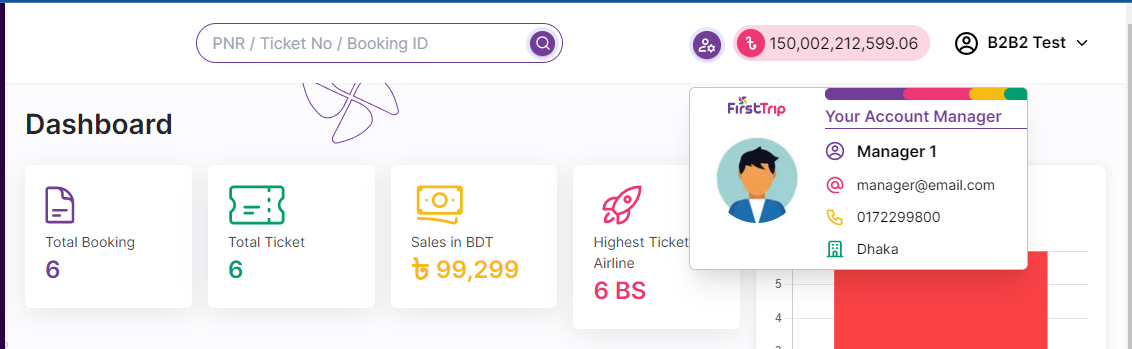 PNR / Ticket No / Booking ID
৳ 150,002,212,599.06
B2B2 Test
Dashboard
FirstTrip
Your Account Manager
Manager 1
manager@email.com
0172299800
Dhaka
Total Booking
6
Total Ticket
6
Sales in BDT
৳ 99,299
Highest Ticket
Airline
6 BS
5
4